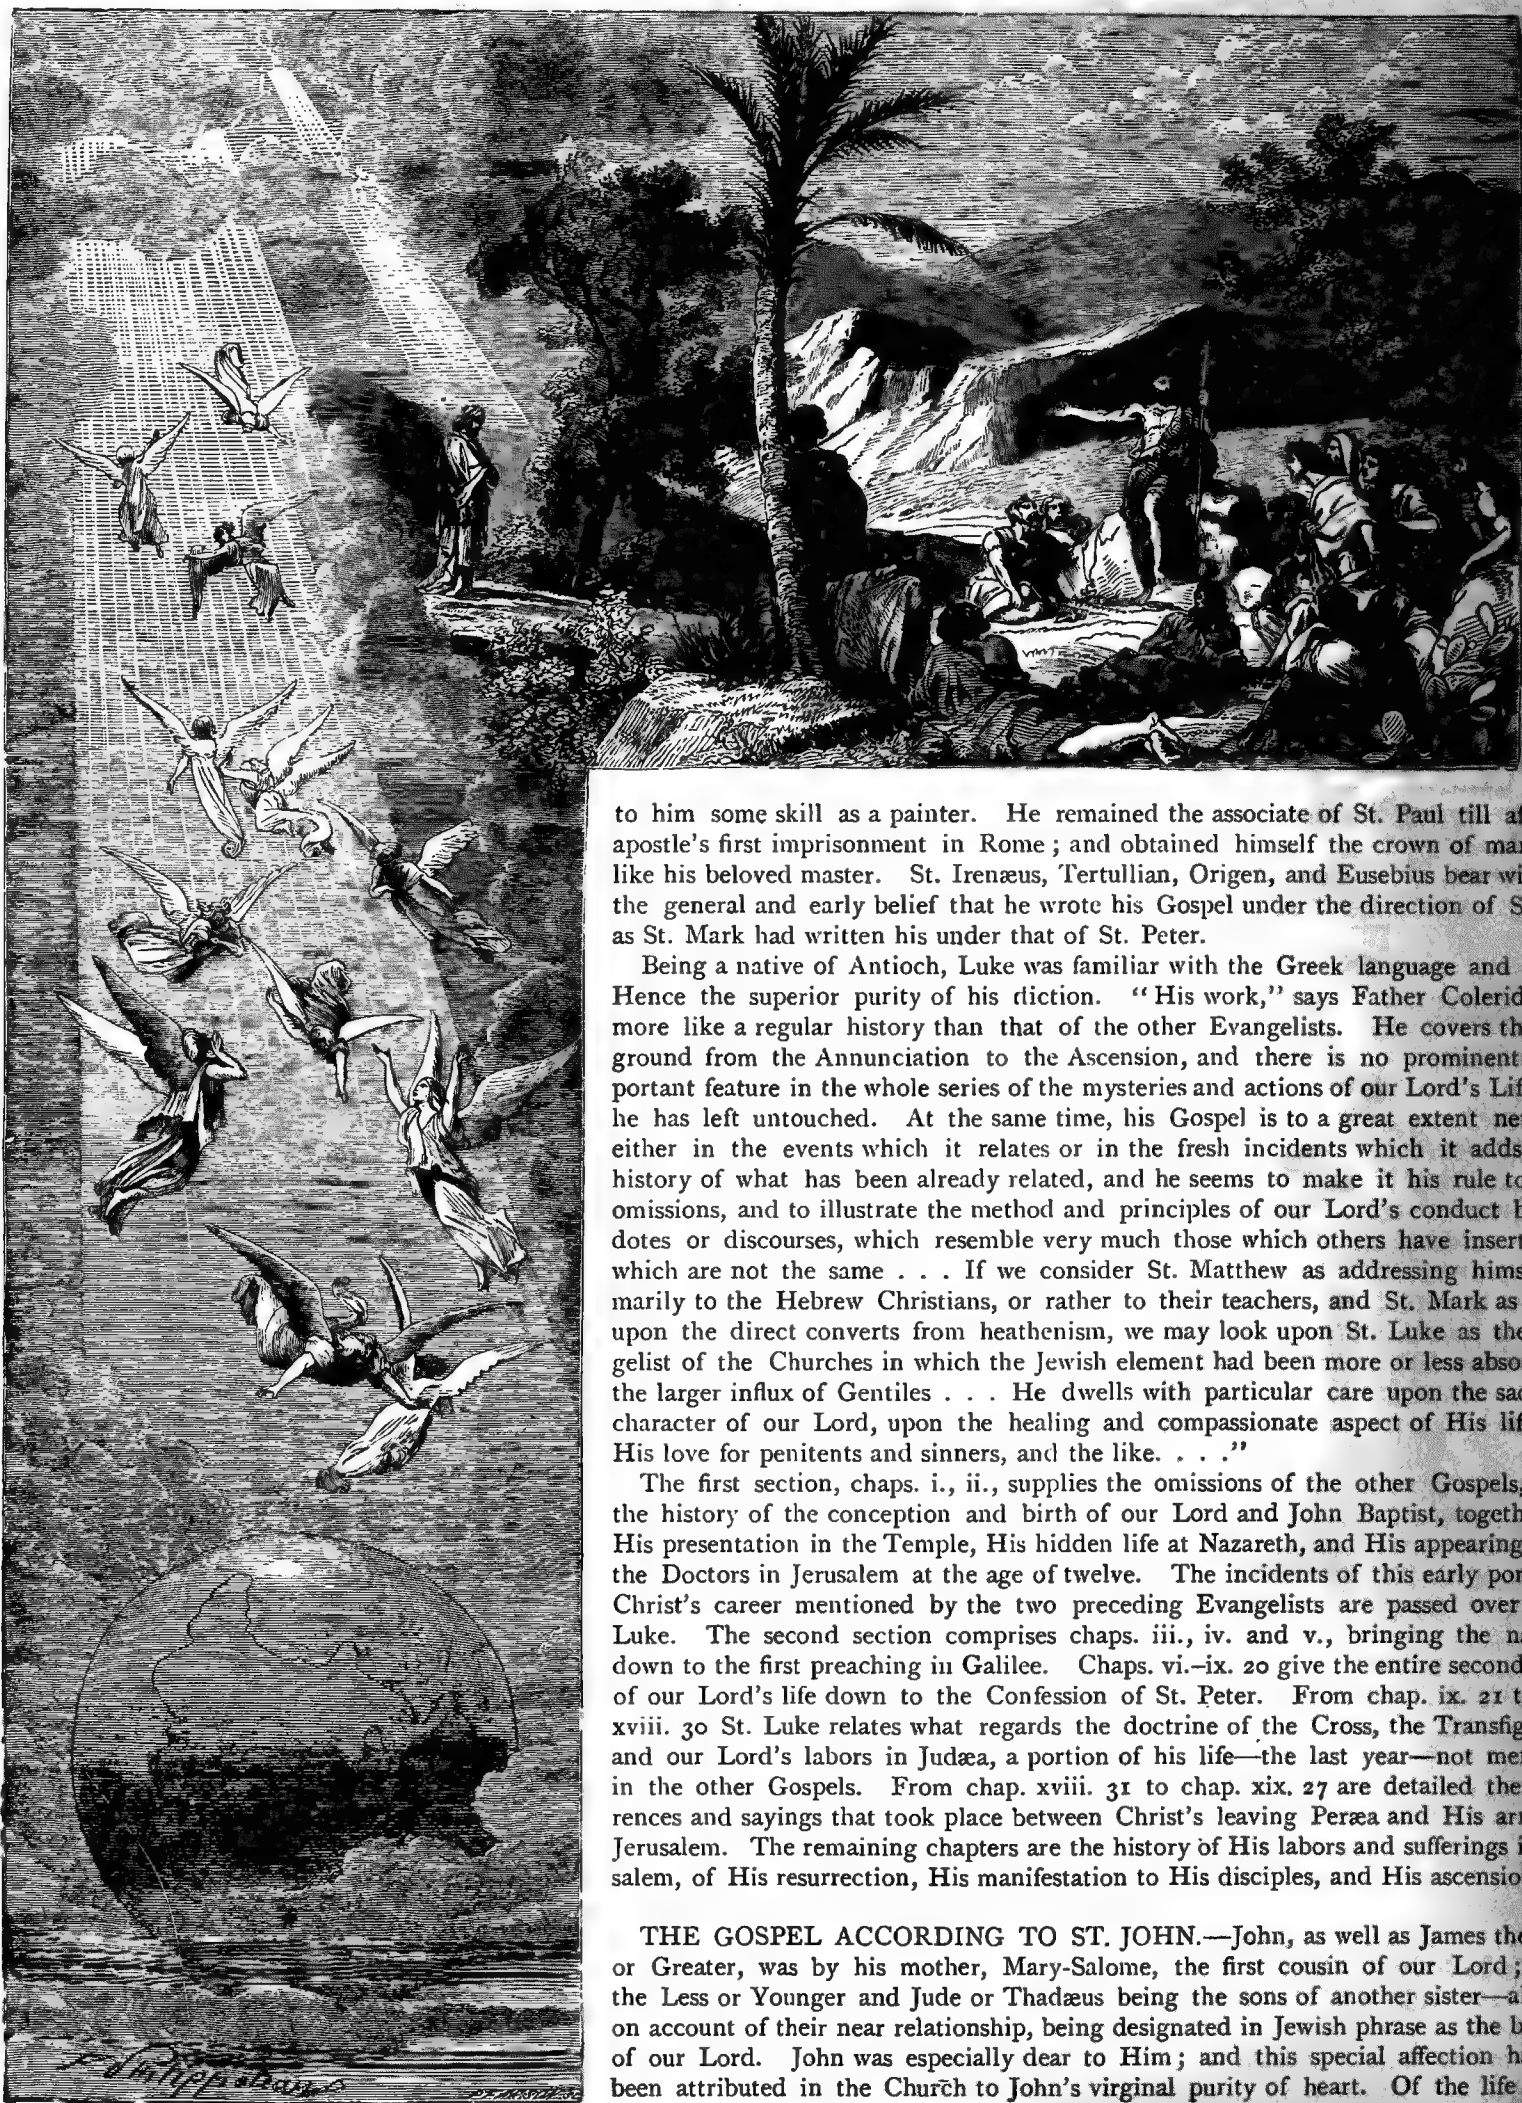 to him some skill as a painter. He remained the associate of St. Paul till
apostle's first imprisonment in Rome; and obtained himself the crown of
like his beloved master. St. Irenæus, Tertullian, Origen, and Eusebius bear
the general and early belief that he wrote his Gospel under the direction of
as St. Mark had written his under that of St. Peter.
Being a native of Antioch, Luke was familiar with the Greek language and
Hence the superior purity of his diction. “His work,” says Father
more like a regular history than that of the other Evangelists. He covers
ground from the Annunciation to the Ascension, and there is no prominent
portant feature in the whole series of the mysteries and actions of our Lord's
he has left untouched. At the same time, his Gospel is to a great extent
either in the events which it relates or in the fresh incidents which it adds
history of what has been already related, and he seems to make it his rule
omissions, and to illustrate the method and principles of our Lord's conduct
dotes or discourses, which resemble very much those which others have
which are not the same . . . If we consider St. Matthew as addressing
marily to the Hebrew Christians, or rather to their teachers, and St. Mark as
upon the direct converts from heathenism, we may look upon St. Luke as
gelist of the Churches in which the Jewish element had been more or less
the larger influx of Gentiles . . . He dwells with particular care upon the
character of our Lord, upon the healing and compassionate aspect of His
His love for penitents and sinners, and the like. . . .”
The first section, chaps. i., ii., supplies the omissions of the other Gospels,
the history of the conception and birth of our Lord and John Baptist,
His presentation in the Temple, His hidden life at Nazareth, and His appearing
the Doctors in Jerusalem at the age of twelve. The incidents of this early
Christ's career mentioned by the two preceding Evangelists are passed over
Luke. The second section comprises chaps. iii., iv. and v., bringing the
down to the first preaching in Galilee. Chaps. vi.–ix. 20 give the entire second
of our Lord's life down to the Confession of St. Peter. From chap. ix. 21
xviii. 30 St. Luke relates what regards the doctrine of the Cross, the
and our Lord's labors in Judæa, a portion of his life—the last year—not
in the other Gospels. From chap. xviii. 31 to chap. xix. 27 are detailed the
rences and sayings that took place between Christ's leaving Peræa and His
Jerusalem. The remaining chapters are the history of His labors and sufferings
salem, of His resurrection, His manifestation to His disciples, and His
THE GOSPEL ACCORDING TO ST. JOHN.—John, as well as James
or Greater, was by his mother, Mary-Salome, the first cousin of our Lord;
the Less or Younger and Jude or Thadæus being the sons of another sister—
on account of their near relationship, being designated in Jewish phrase as the
of our Lord. John was especially dear to Him; and this special affection
been attributed in the Church to John's virginal purity of heart. Of the life